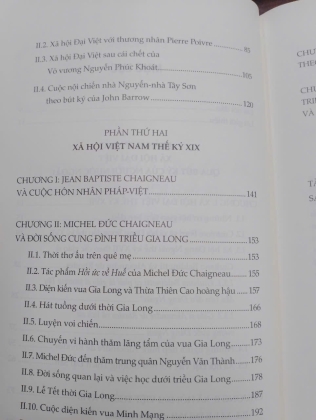 II.2. Xã hội Đại Việt với thương nhân Pierre Poivre 95
II.3. Xã hội Đại Việt sau cái chết của
Võ vương Nguyễn Phúc Khoát 105
II.4. Cuộc nội chiến nhà Nguyễn-nhà Tây Sơn
theo bút ký của John Barrow 120
PHẦN THỨ HAI
XÃ HỘI VIỆT NAM THẾ KỶ XIX
CHƯƠNG I: JEAN BAPTISTE CHAIGNEAU
VÀ CUỘC HÔN NHÂN PHÁP-VIỆT 141
CHƯƠNG II: MICHEL ĐỨC CHAIGNEAU
VÀ ĐỜI SỐNG CUNG ĐÌNH TRIỀU GIA LONG 153
II.1. Thời thơ ấu trên quê mẹ 153
II.2. Tác phẩm Hồi ức về Huế của Michel Đức Chaigneau 155
II.3. Diện kiến vua Gia Long và Thừa Thiên Cao hoàng hậu 157
II.4. Hát tuồng dưới thời Gia Long 166
II.5. Luyện voi chiến 168
II.6. Chuyến vi hành thăm lăng tẩm của vua Gia Long 173
II.7. Michel Đức đến thăm trung quân Nguyễn Văn Thành 176
II.8. Đời sống quan lại và việc học dưới triều Gia Long 178
II.9. Lễ Tết thời Gia Long 187
II.10. Cuộc diện kiến vua Minh Mạng 192
CHƯ
THEO
CHƯ
TRI
VÀ